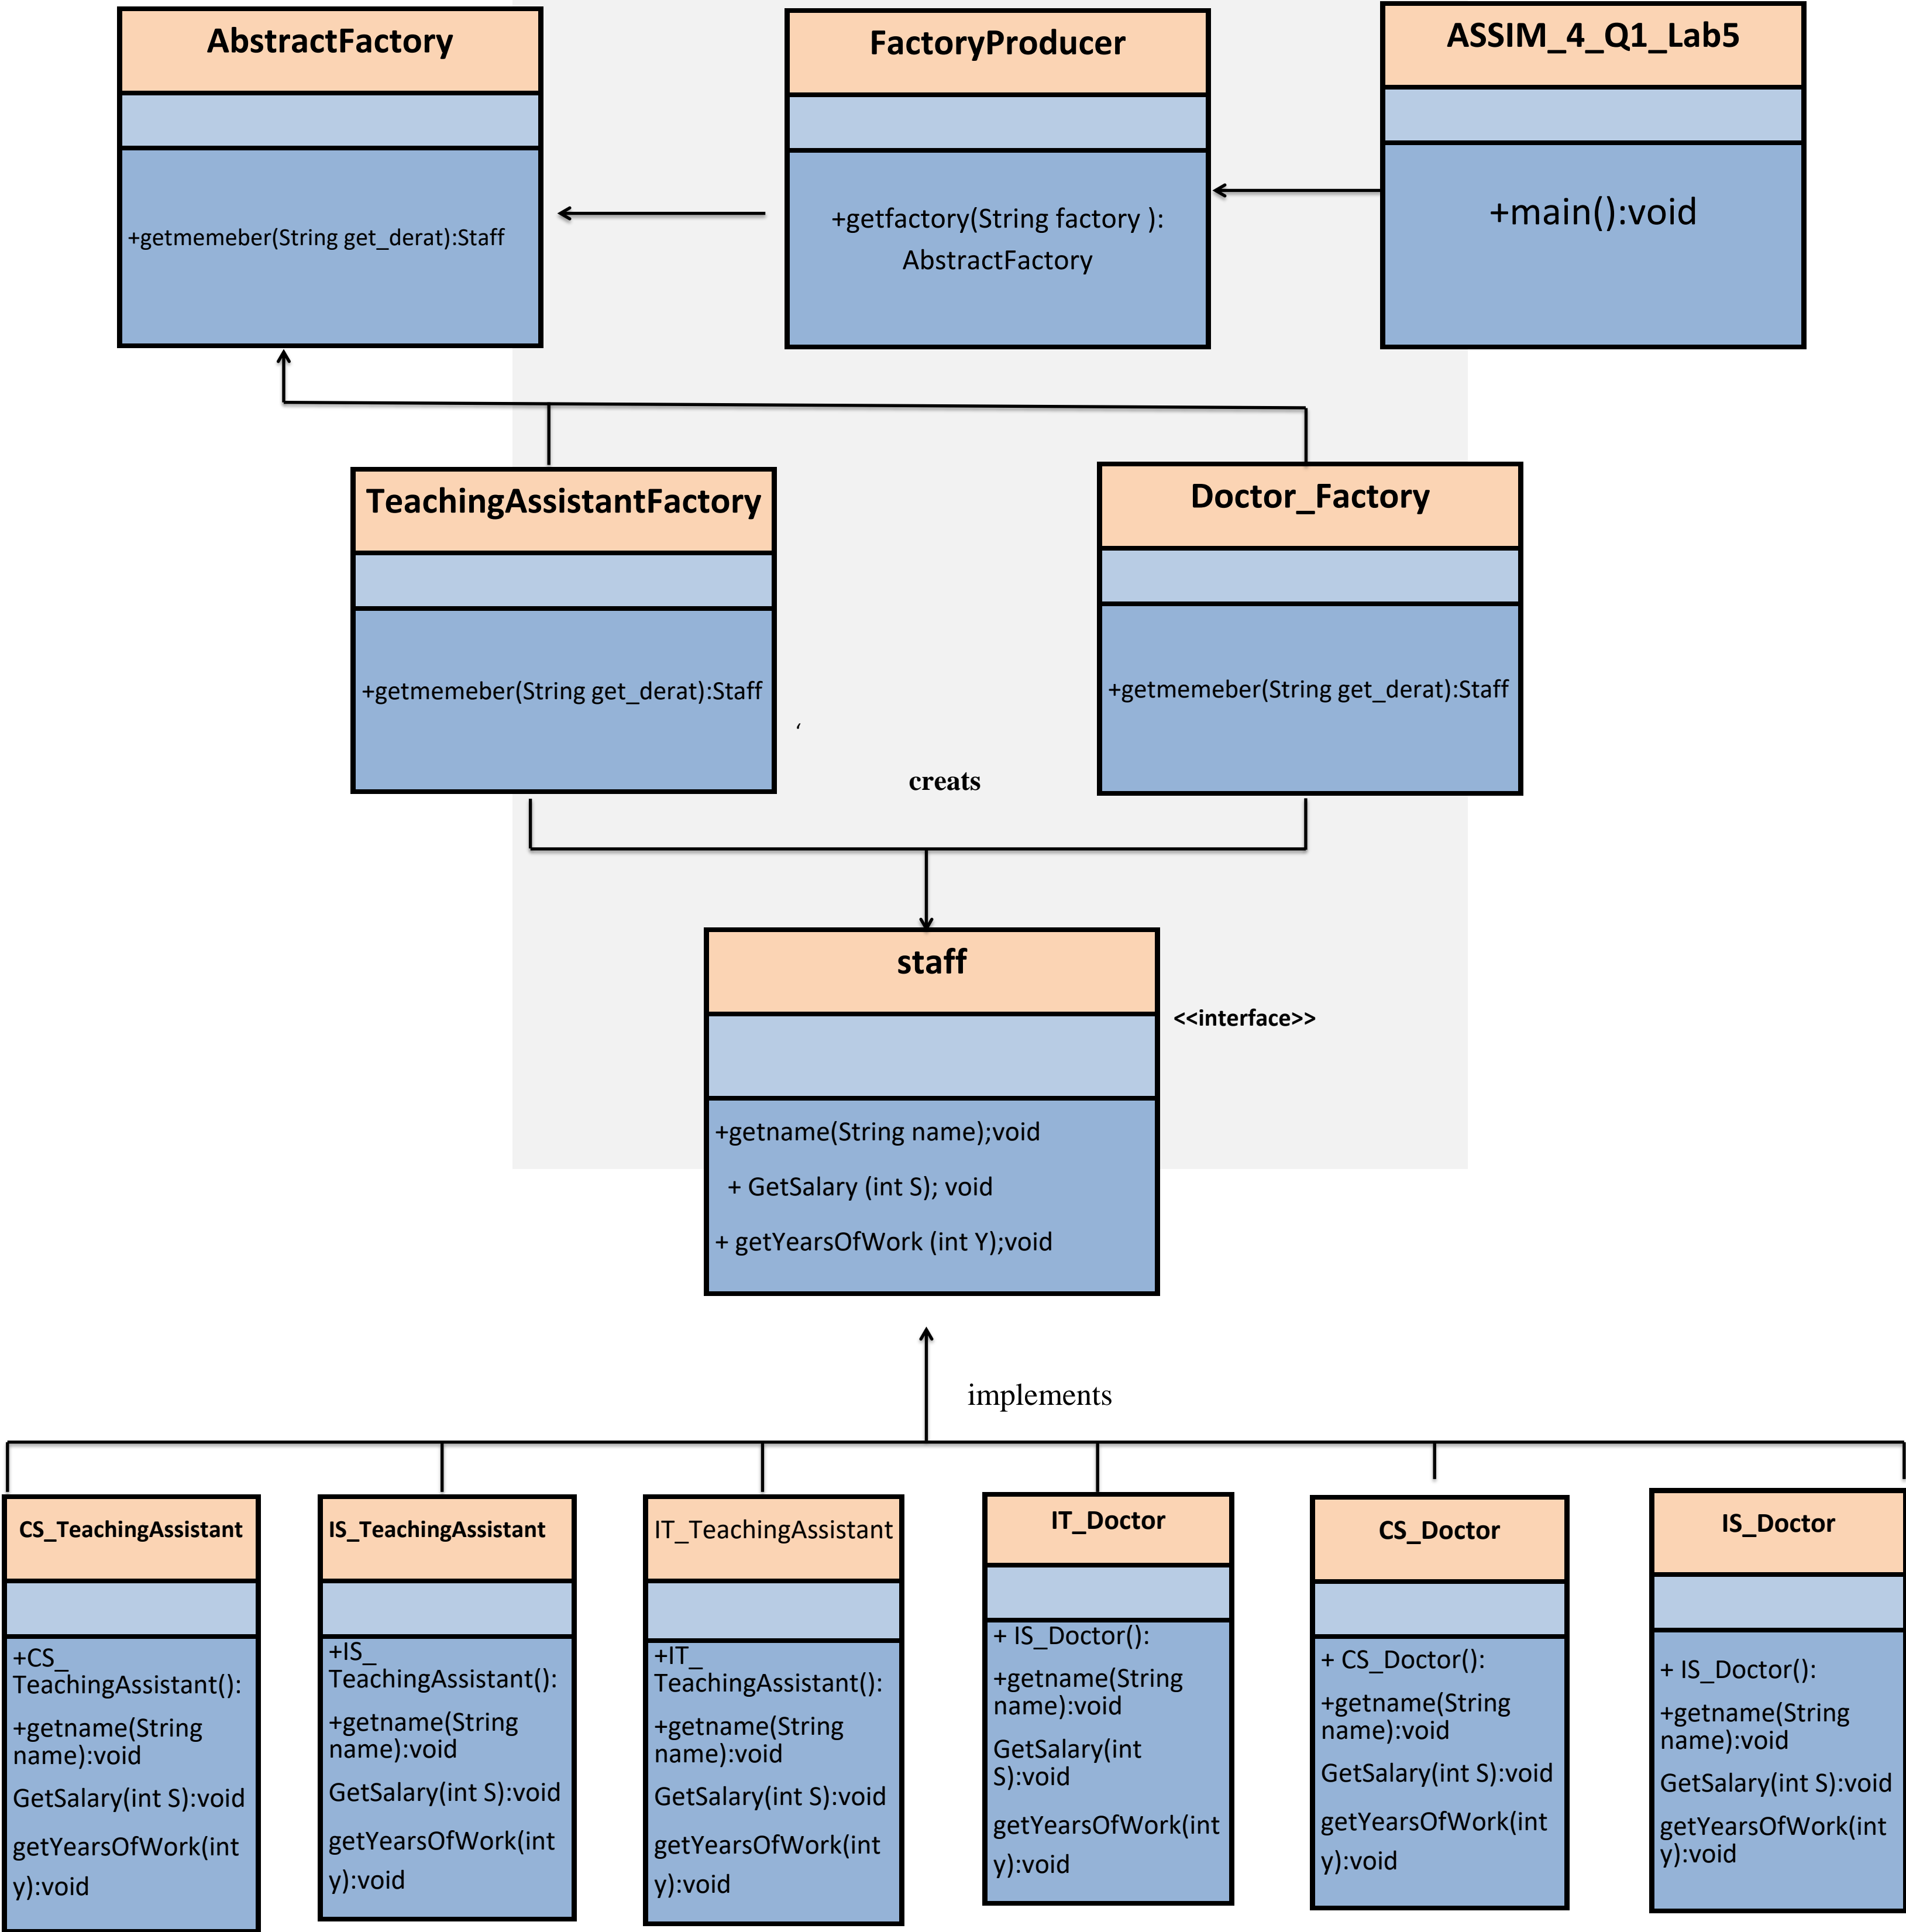 AbstractFactory
+getmemeber(String get_derat):Staff
FactoryProducer
+getfactory(String factory ):
AbstractFactory
ASSIM_4_Q1_Lab5
+main():void
TeachingAssistantFactory
+getmemeber(String get_derat):Staff
‘
Doctor_Factory
+getmemeber(String get_derat):Staff
creats
staff
<<interface>>
+getname(String name);void
+ GetSalary (int S); void
+ getYearsOfWork (int Y);void
implements
CS_TeachingAssistant
+CS_
TeachingAssistant():
+getname(String
name):void
GetSalary(int S):void
getYearsOfWork(int
y):void
IS_TeachingAssistant
+IS_
TeachingAssistant():
+getname(String
name):void
GetSalary(int S):void
getYearsOfWork(int
y):void
IT_TeachingAssistant
+IT_
TeachingAssistant():
+getname(String
name):void
GetSalary(int S):void
getYearsOfWork(int
y):void
IT_Doctor
+ IS_Doctor():
+getname(String
name):void
GetSalary(int
S):void
getYearsOfWork(int
y):void
CS_Doctor
+ CS_Doctor():
+getname(String
name):void
GetSalary(int S):void
getYearsOfWork(int
y):void
IS_Doctor
+ IS_Doctor():
+getname(String
name):void
GetSalary(int S):void
getYearsOfWork(int
y):void